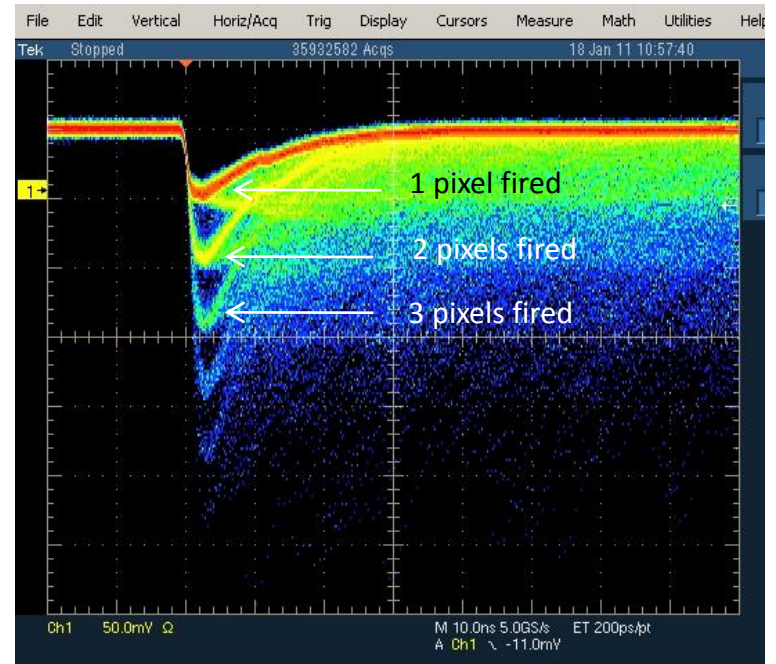 File Edit Vertical Horiz/Acq Trig Display Cursors Measure Math Utilities Help
Tek Stopped 35932582 Acqs 18 Jan 11 10:57:40
1 pixel fired
1
2 pixels fired
3 pixels fired
Ch1 50.0mV Ω M 10.0ns 5.0GS/s ET 200ps/pt
A Ch1 -11.0mV